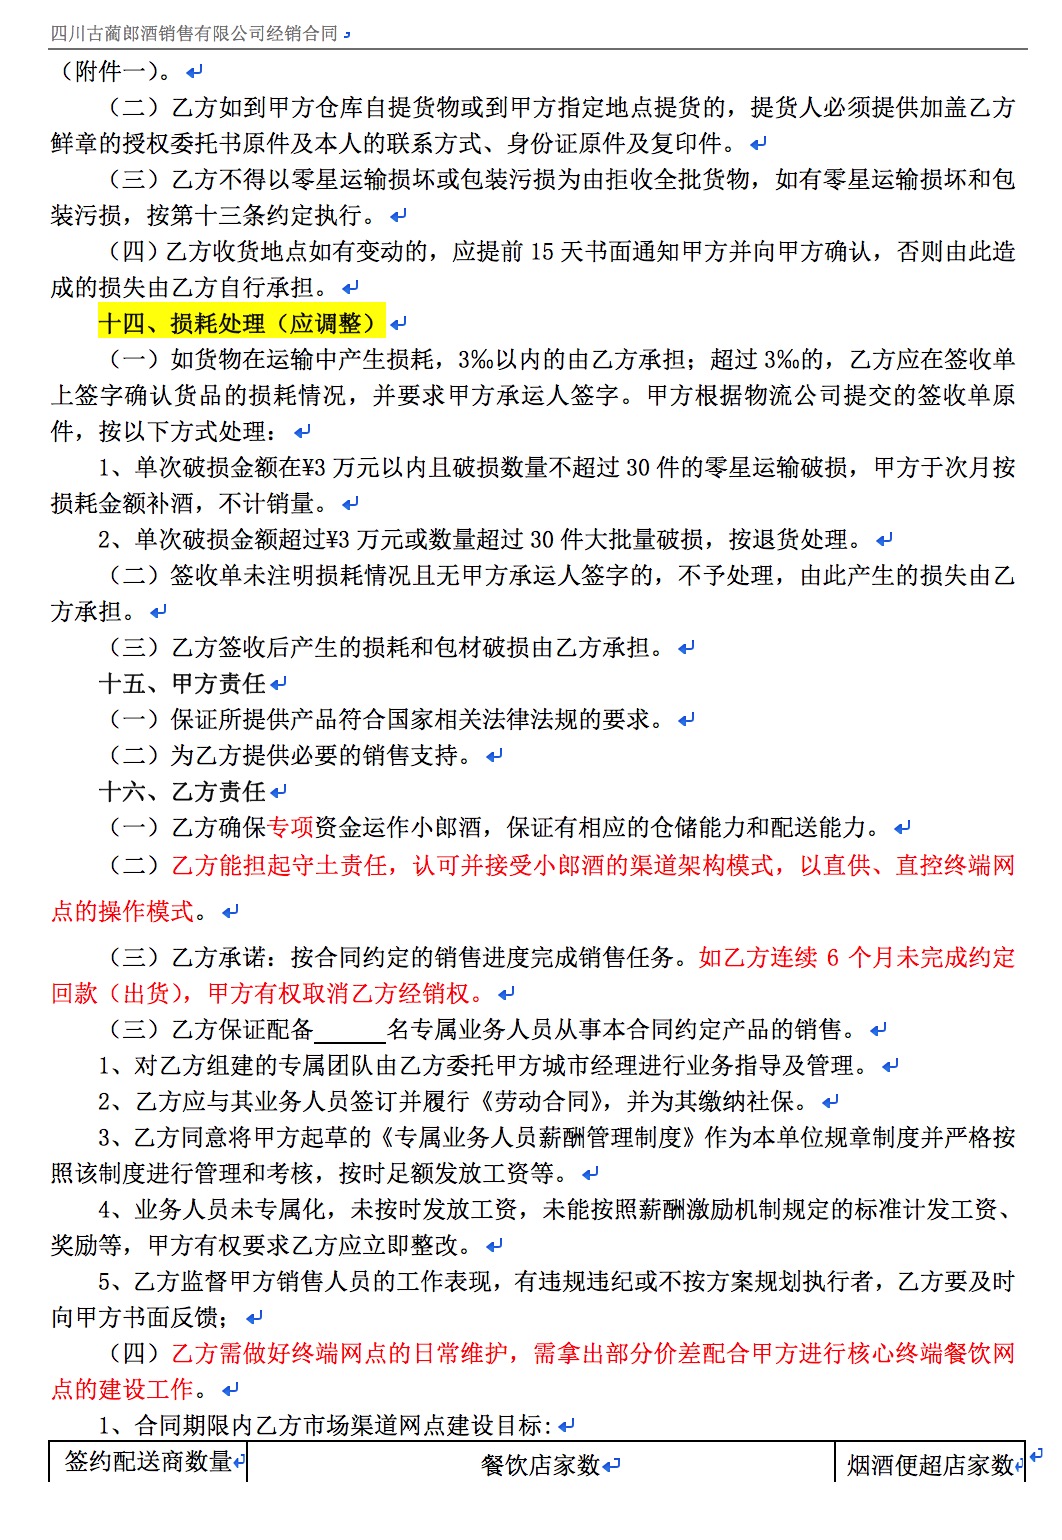 四川古蔺郎酒销售有限公司经销合同
（附件一）。
（二）乙方如到甲方仓库自提货物或到甲方指定地点提货的，提货人必须提供加盖乙方
鲜章的授权委托书原件及本人的联系方式、身份证原件及复印件。
（三）乙方不得以零星运输损坏或包装污损为由拒收全批货物，如有零星运输损坏和包
装污损，按第十三条约定执行。
（四）乙方收货地点如有变动的，应提前 15 天书面通知甲方并向甲方确认，否则由此造
成的损失由乙方自行承担。
十四、损耗处理（应调整）
（一）如货物在运输中产生损耗，3‰以内的由乙方承担；超过 3‰的，乙方应在签收单
上签字确认货品的损耗情况，并要求甲方承运人签字。甲方根据物流公司提交的签收单原
件，按以下方式处理：
1、单次破损金额在¥3 万元以内且破损数量不超过 30 件的零星运输破损，甲方于次月按
损耗金额补酒，不计销量。
2、单次破损金额超过¥3 万元或数量超过 30 件大批量破损，按退货处理。
（二）签收单未注明损耗情况且无甲方承运人签字的，不予处理，由此产生的损失由乙
方承担。
（三）乙方签收后产生的损耗和包材破损由乙方承担。
十五、甲方责任
（一）保证所提供产品符合国家相关法律法规的要求。
（二）为乙方提供必要的销售支持。
十六、乙方责任
（一）乙方确保专项资金运作小郎酒，保证有相应的仓储能力和配送能力。
（二）乙方能担起守土责任，认可并接受小郎酒的渠道架构模式，以直供、直控终端网
点的操作模式。
（三）乙方承诺：按合同约定的销售进度完成销售任务。如乙方连续 6 个月未完成约定
回款（出货），甲方有权取消乙方经销权。
（三）乙方保证配备______名专属业务人员从事本合同约定产品的销售。
1、对乙方组建的专属团队由乙方委托甲方城市经理进行业务指导及管理。
2、乙方应与其业务人员签订并履行《劳动合同》，并为其缴纳社保。
3、乙方同意将甲方起草的《专属业务人员薪酬管理制度》作为本单位规章制度并严格按
照该制度进行管理和考核，按时足额发放工资等。
4、业务人员未专属化，未按时发放工资，未能按照薪酬激励机制规定的标准计发工资、
奖励等，甲方有权要求乙方应立即整改。
5、乙方监督甲方销售人员的工作表现，有违规违纪或不按方案规划执行者，乙方要及时
向甲方书面反馈；
（四）乙方需做好终端网点的日常维护，需拿出部分价差配合甲方进行核心终端餐饮网
点的建设工作。
1、合同期限内乙方市场渠道网点建设目标:
签约配送商数量 餐饮店家数 烟酒便超店家数